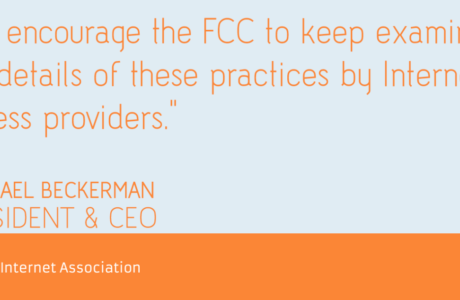 encourage the FCC to keep examin
details of these practices by Intern
ess providers."
AEL BECKERMAN
SIDENT & CEO
Internet Association